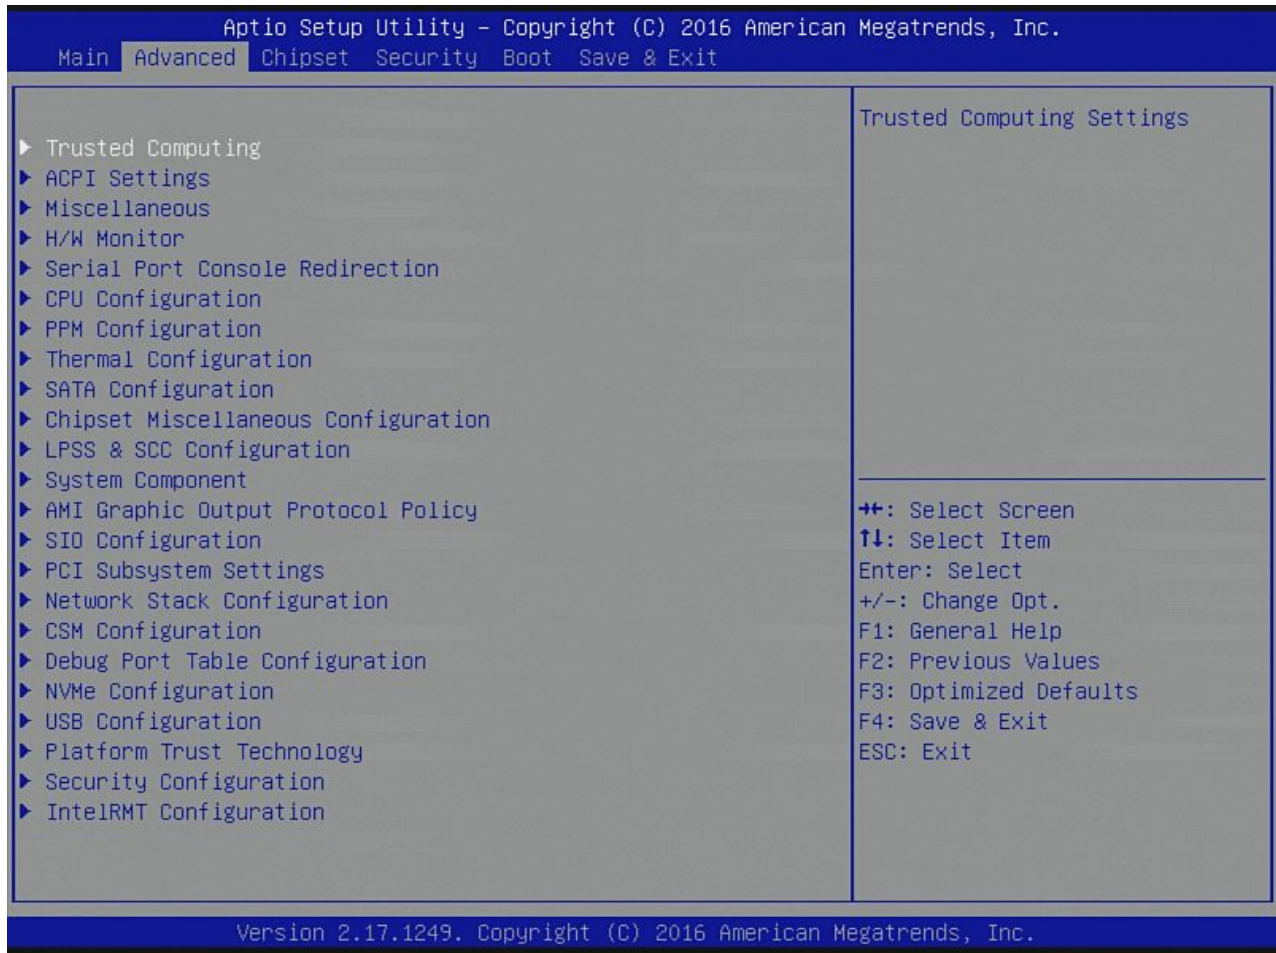 Aptio Setup Utility – Copyright (C) 2016 American Megatrends, Inc.
Main Advanced Chipset Security Boot Save & Exit
Trusted Computing
ACPI Settings
Miscellaneous
H/W Monitor
Serial Port Console Redirection
CPU Configuration
PPM Configuration
Thermal Configuration
SATA Configuration
Chipset Miscellaneous Configuration
LPSS & SCC Configuration
System Component
AMI Graphic Output Protocol Policy
SIO Configuration
PCI Subsystem Settings
Network Stack Configuration
CSM Configuration
Debug Port Table Configuration
NVMe Configuration
USB Configuration
Platform Trust Technology
Security Configuration
IntelRMT Configuration
Trusted Computing Settings
→←: Select Screen
↑↓: Select Item
Enter: Select
+/-: Change Opt.
F1: General Help
F2: Previous Values
F3: Optimized Defaults
F4: Save & Exit
ESC: Exit
Version 2.17.1249. Copyright (C) 2016 American Megatrends, Inc.